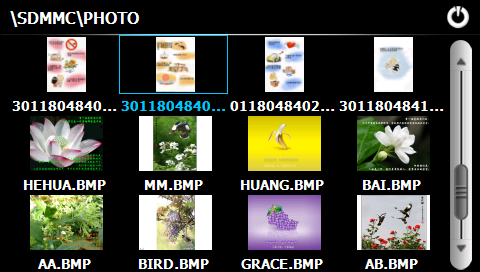 \SDMMC\PHOTO
3011804840... 3011804840... 0118048402... 3011804841...
HEHUA.BMP MM.BMP HUANG.BMP BAI.BMP
AA.BMP BIRD.BMP GRACE.BMP AB.BMP